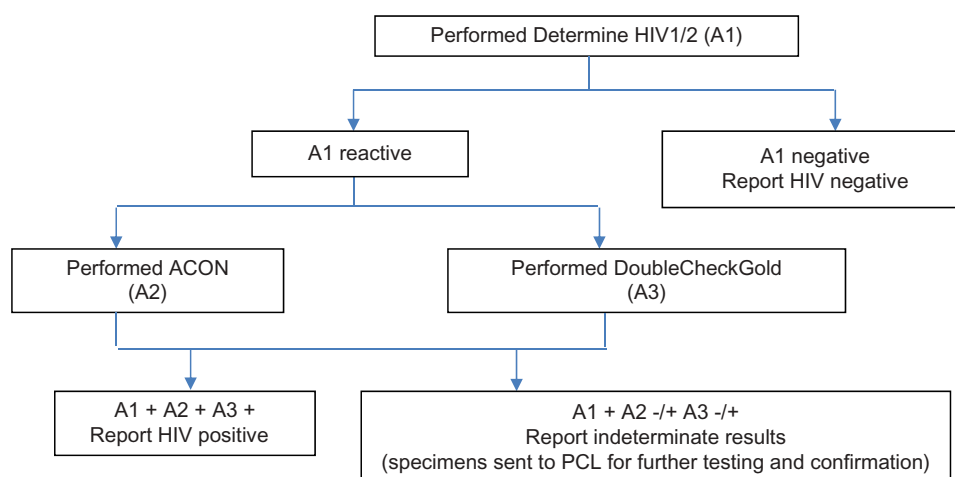 Performed Determine HIV1/2 (A1)
A1 reactive
A1 negative
Report HIV negative
Performed ACON
(A2)
Performed DoubleCheckGold
(A3)
A1 + A2 + A3 +
Report HIV positive
A1 + A2 -/+ A3 -/+
Report indeterminate results
(specimens sent to PCL for further testing and confirmation)